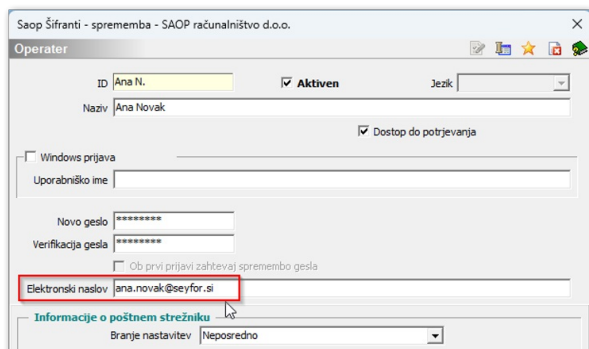 Saop Šifranti - sprememba - SAOP računalništvo d.o.o.
Operater
ID Ana N. Aktiven Jezik
Naziv Ana Novak
Dostop do potrjevanja
Windows prijava
Uporabniško ime
Novo geslo ********
Verifikacija gesla ********
Ob prvi prijavi zahtevaj spremembo gesla
Elektronski naslov ana.novak@seyfor.si
Informacije o poštnem strežniku
Branje nastavitev Neposredno